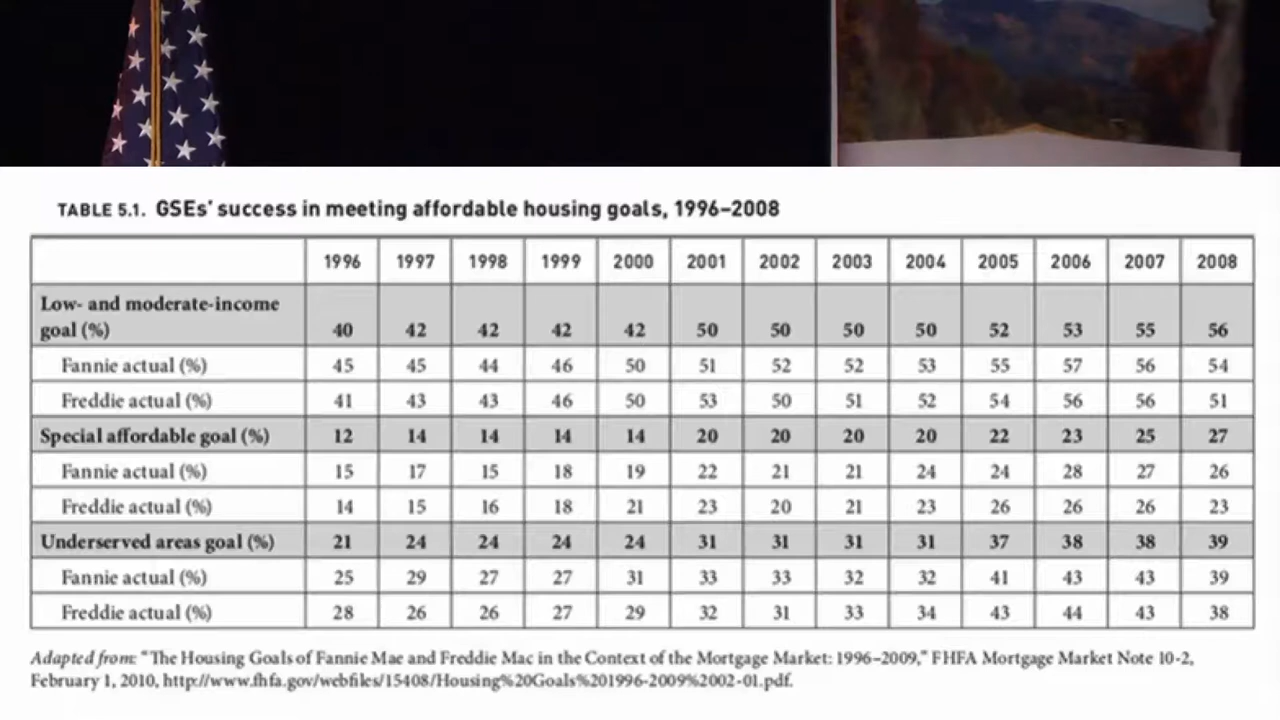 TABLE 5.1. GSEs' success in meeting affordable housing goals, 1996–2008
1996 1997 1998 1999 2000 2001 2002 2003 2004 2005 2006 2007 2008
Low- and moderate-income
goal (%) 40 42 42 42 42 50 50 50 50 52 53 55 56
Fannie actual (%) 45 45 44 46 50 51 52 52 53 55 57 56 54
Freddie actual (%) 41 43 43 46 50 53 50 51 52 54 56 56 51
Special affordable goal (%) 12 14 14 14 14 20 20 20 20 22 23 25 27
Fannie actual (%) 15 17 15 18 19 22 21 21 24 24 28 27 26
Freddie actual (%) 14 15 16 18 21 23 20 21 23 26 26 26 23
Underserved areas goal (%) 21 24 24 24 24 31 31 31 31 37 38 38 39
Fannie actual (%) 25 29 27 27 31 33 33 32 32 41 43 43 39
Freddie actual (%) 28 26 26 27 29 32 31 33 34 43 44 43 38
Adapted from: "The Housing Goals of Fannie Mae and Freddie Mac in the Context of the Mortgage Market: 1996–2009," FHFA Mortgage Market Note 10-2,
February 1, 2010, http://www.fhfa.gov/webfiles/15408/Housing%20Goals%201996-2009%2002-01.pdf.